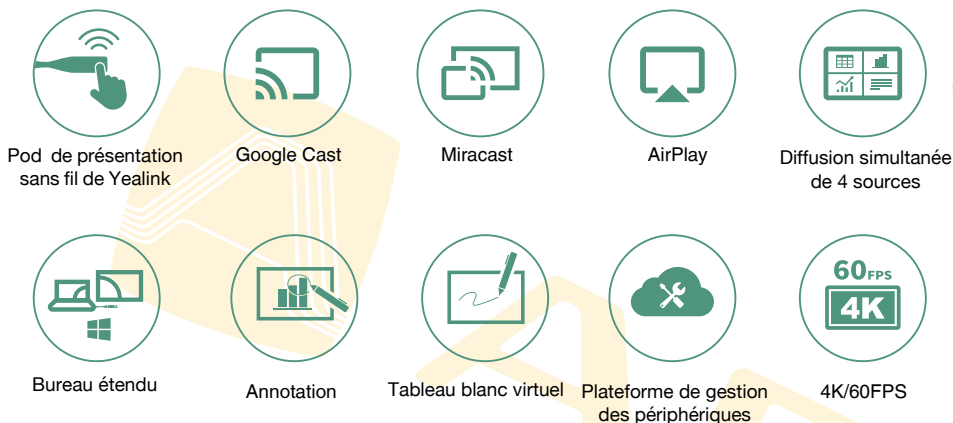 Pod de présentation
sans fil de Yealink
Google Cast
Miracast
AirPlay
Diffusion simultanée
de 4 sources
60FPS
4K
Bureau étendu
Annotation
Tableau blanc virtuel
Plateforme de gestion
des périphériques
4K/60FPS